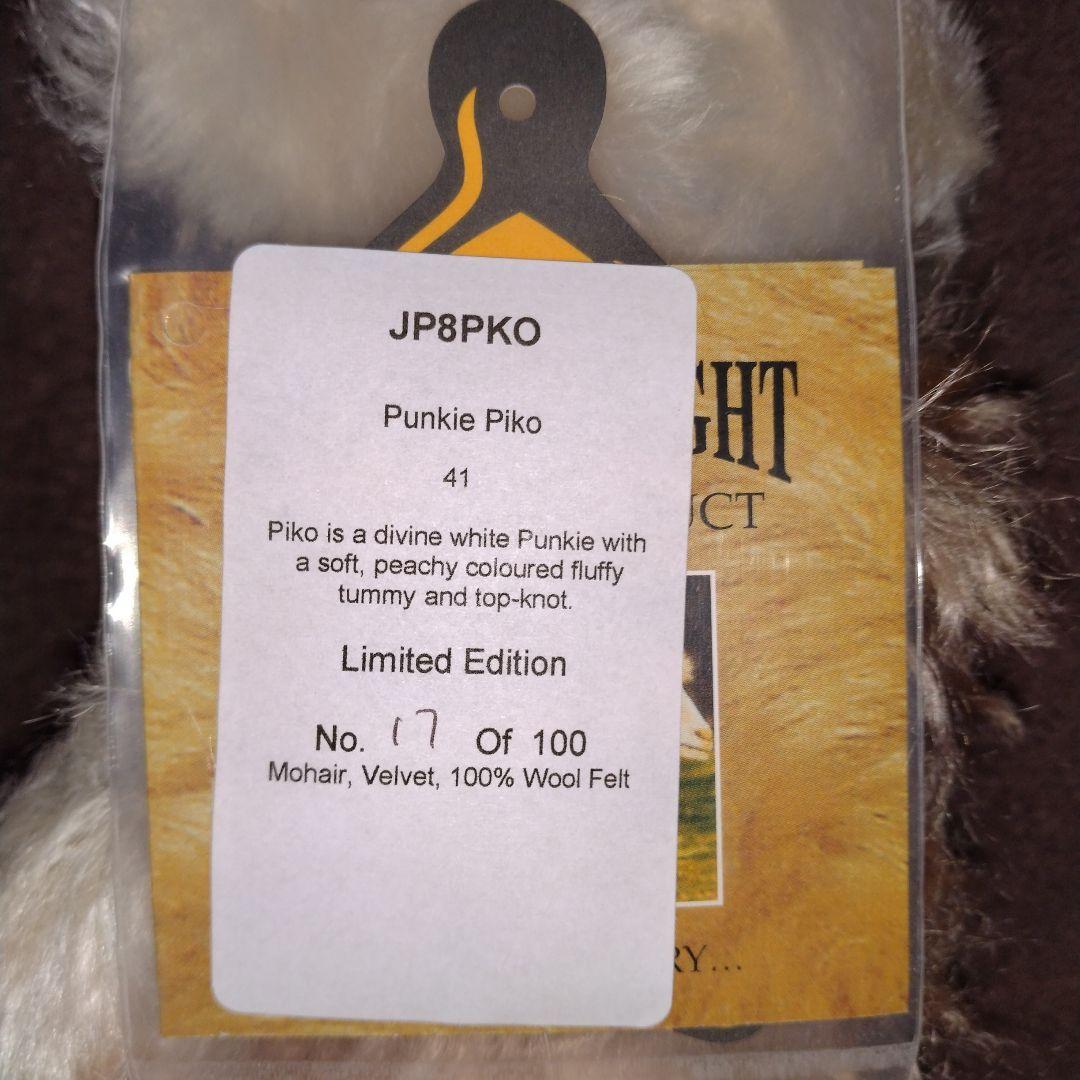 JP8PKO
Punkie Piko
41
Piko is a divine white Punkie with
a soft, peachy coloured fluffy
tummy and top-knot.
Limited Edition
No. 17 Of 100
Mohair, Velvet, 100% Wool Felt
GHT
UCT
RY...